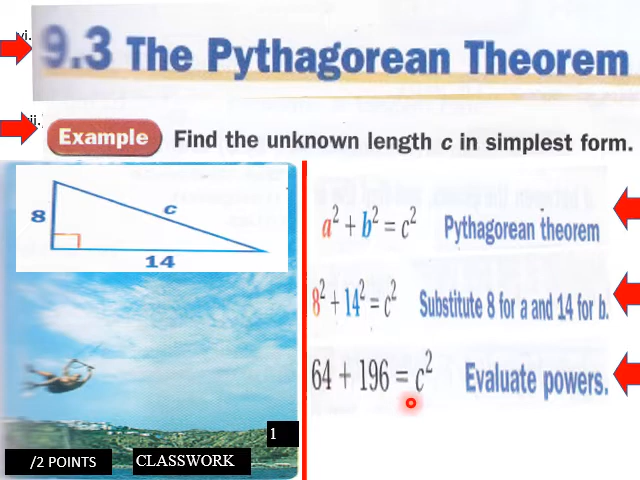 vi.
9.3 The Pythagorean Theorem
ii.
Example Find the unknown length c in simplest form.
8
c
14
a² + b² = c² Pythagorean theorem
8² + 14² = c² Substitute 8 for a and 14 for b.
64 + 196 = c² Evaluate powers.
1
/2 POINTS CLASSWORK